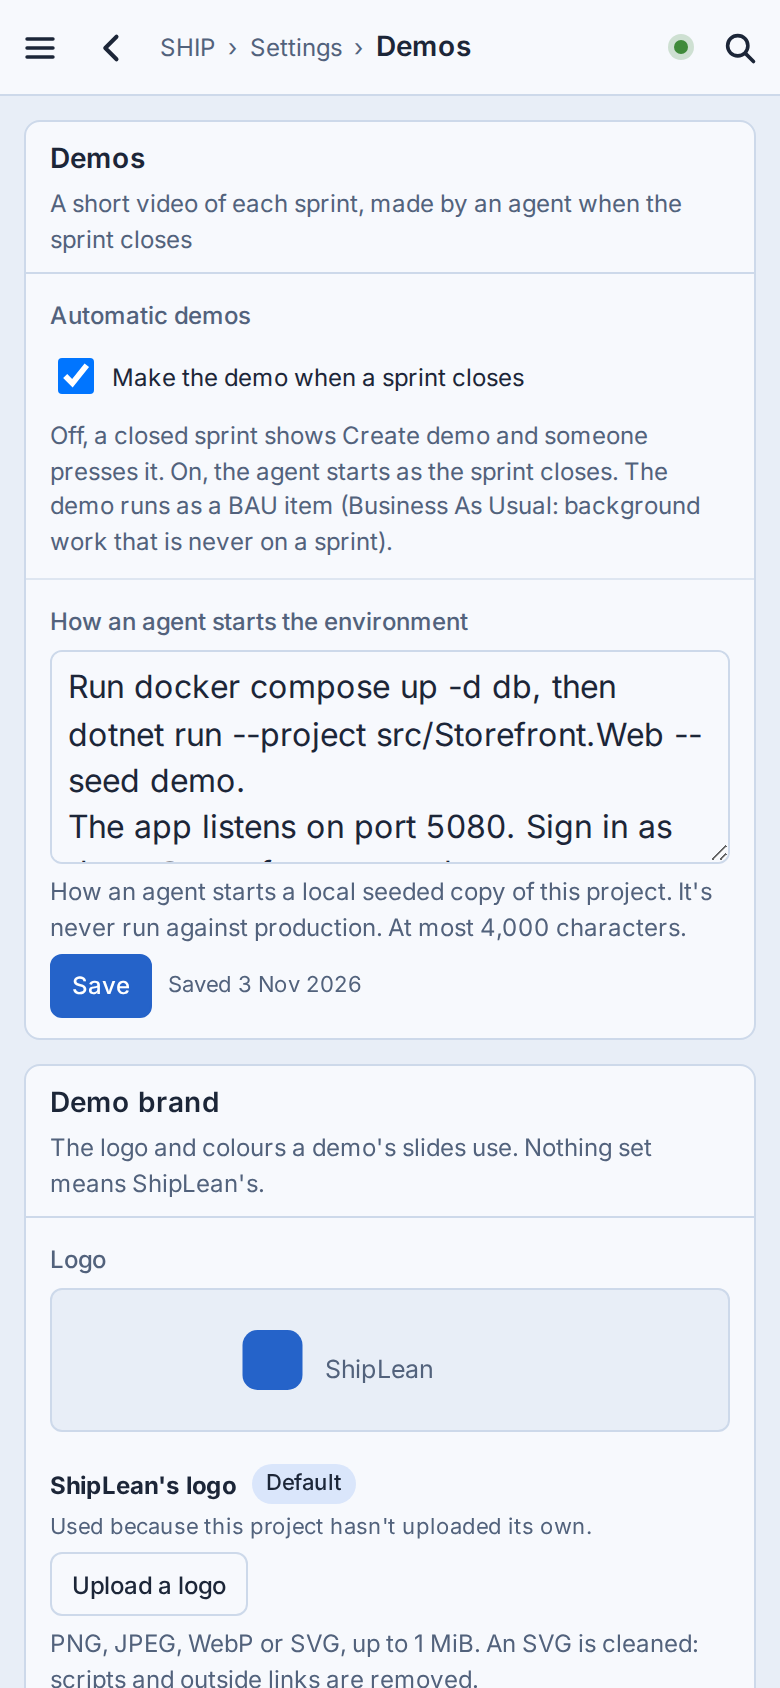 SHIP › Settings › Demos
Demos
A short video of each sprint, made by an agent when the
sprint closes
Automatic demos
Make the demo when a sprint closes
Off, a closed sprint shows Create demo and someone
presses it. On, the agent starts as the sprint closes. The
demo runs as a BAU item (Business As Usual: background
work that is never on a sprint).
How an agent starts the environment
Run docker compose up -d db, then
dotnet run --project src/Storefront.Web --
seed demo.
The app listens on port 5080. Sign in as
How an agent starts a local seeded copy of this project. It's
never run against production. At most 4,000 characters.
Save Saved 3 Nov 2026
Demo brand
The logo and colours a demo's slides use. Nothing set
means ShipLean's.
Logo
ShipLean
ShipLean's logo Default
Used because this project hasn't uploaded its own.
Upload a logo
PNG, JPEG, WebP or SVG, up to 1 MiB. An SVG is cleaned:
scripts and outside links are removed.